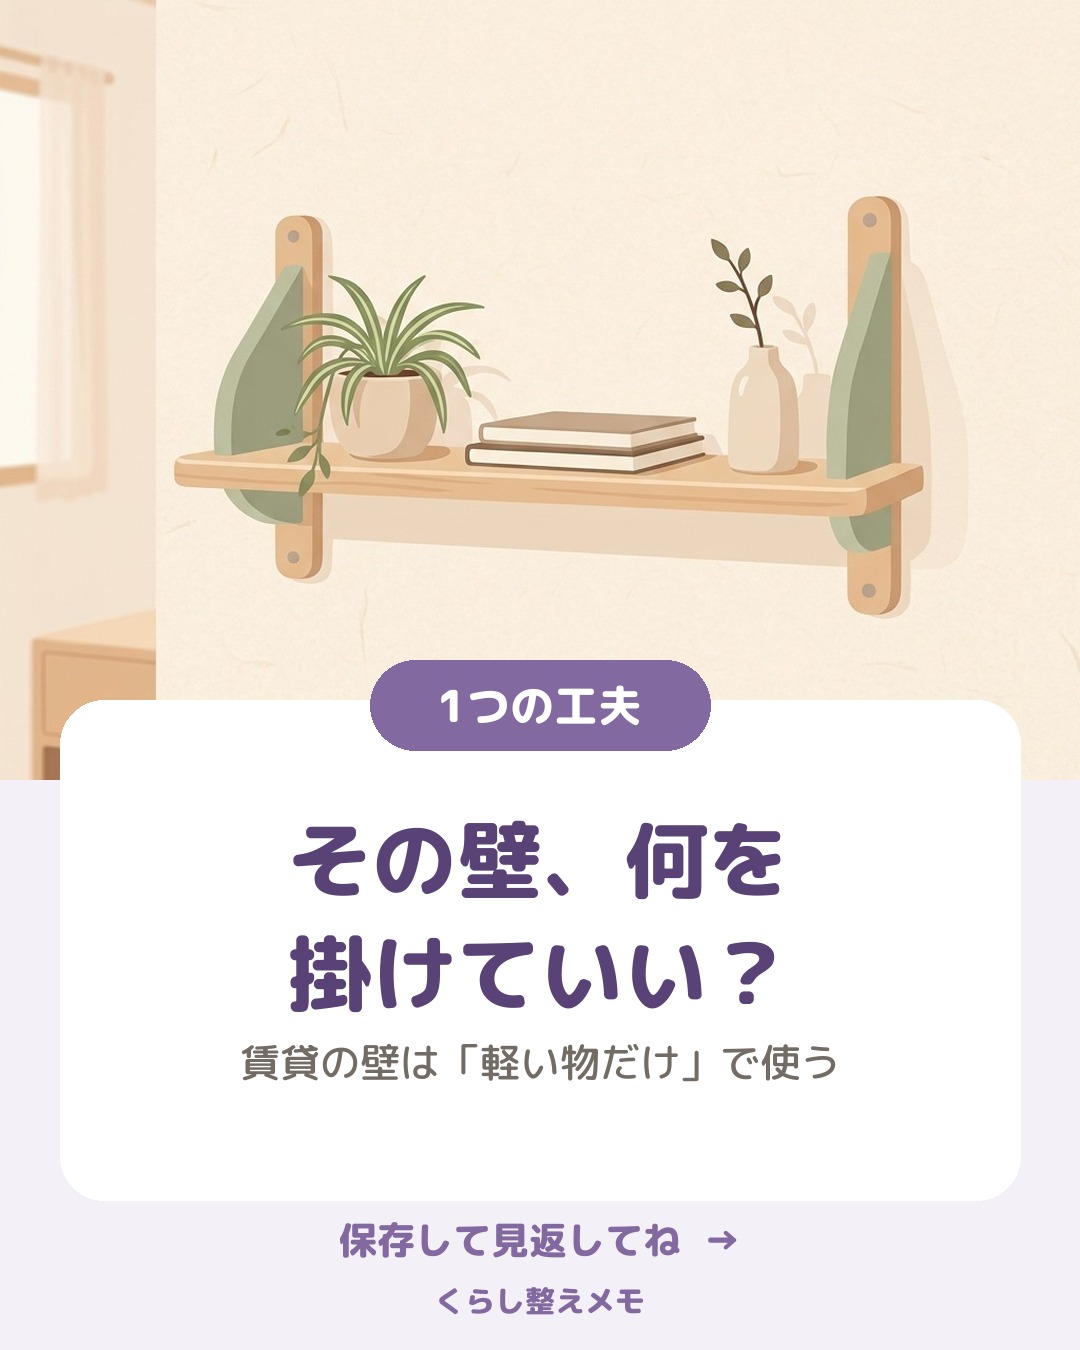 1つの工夫
その壁、何を
掛けていい？
賃貸の壁は「軽い物だけ」で使う
保存して見返してね →
くらし整えメモ